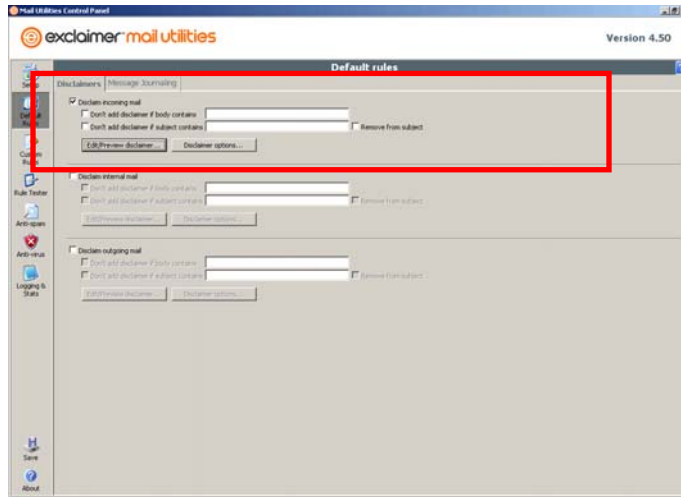 Mail Utilities Control Panel
exclaimer mail utilities
Version 4.50
Default rules
Setup
Disclaimers Message Journaling
Disclaim incoming mail
Don't add disclaimer if body contains
Default Rules
Don't add disclaimer if subject contains Remove from subject
Edit/Preview disclaimer... Disclaimer options...
Custom Rules
Disclaim internal mail
Don't add disclaimer if body contains
Rule Tester
Don't add disclaimer if subject contains Remove from subject
Edit/Preview disclaimer... Disclaimer options...
Anti-spam
Disclaim outgoing mail
Anti-virus
Don't add disclaimer if body contains
Don't add disclaimer if subject contains Remove from subject
Logging & Stats
Edit/Preview disclaimer... Disclaimer options...
Save
About